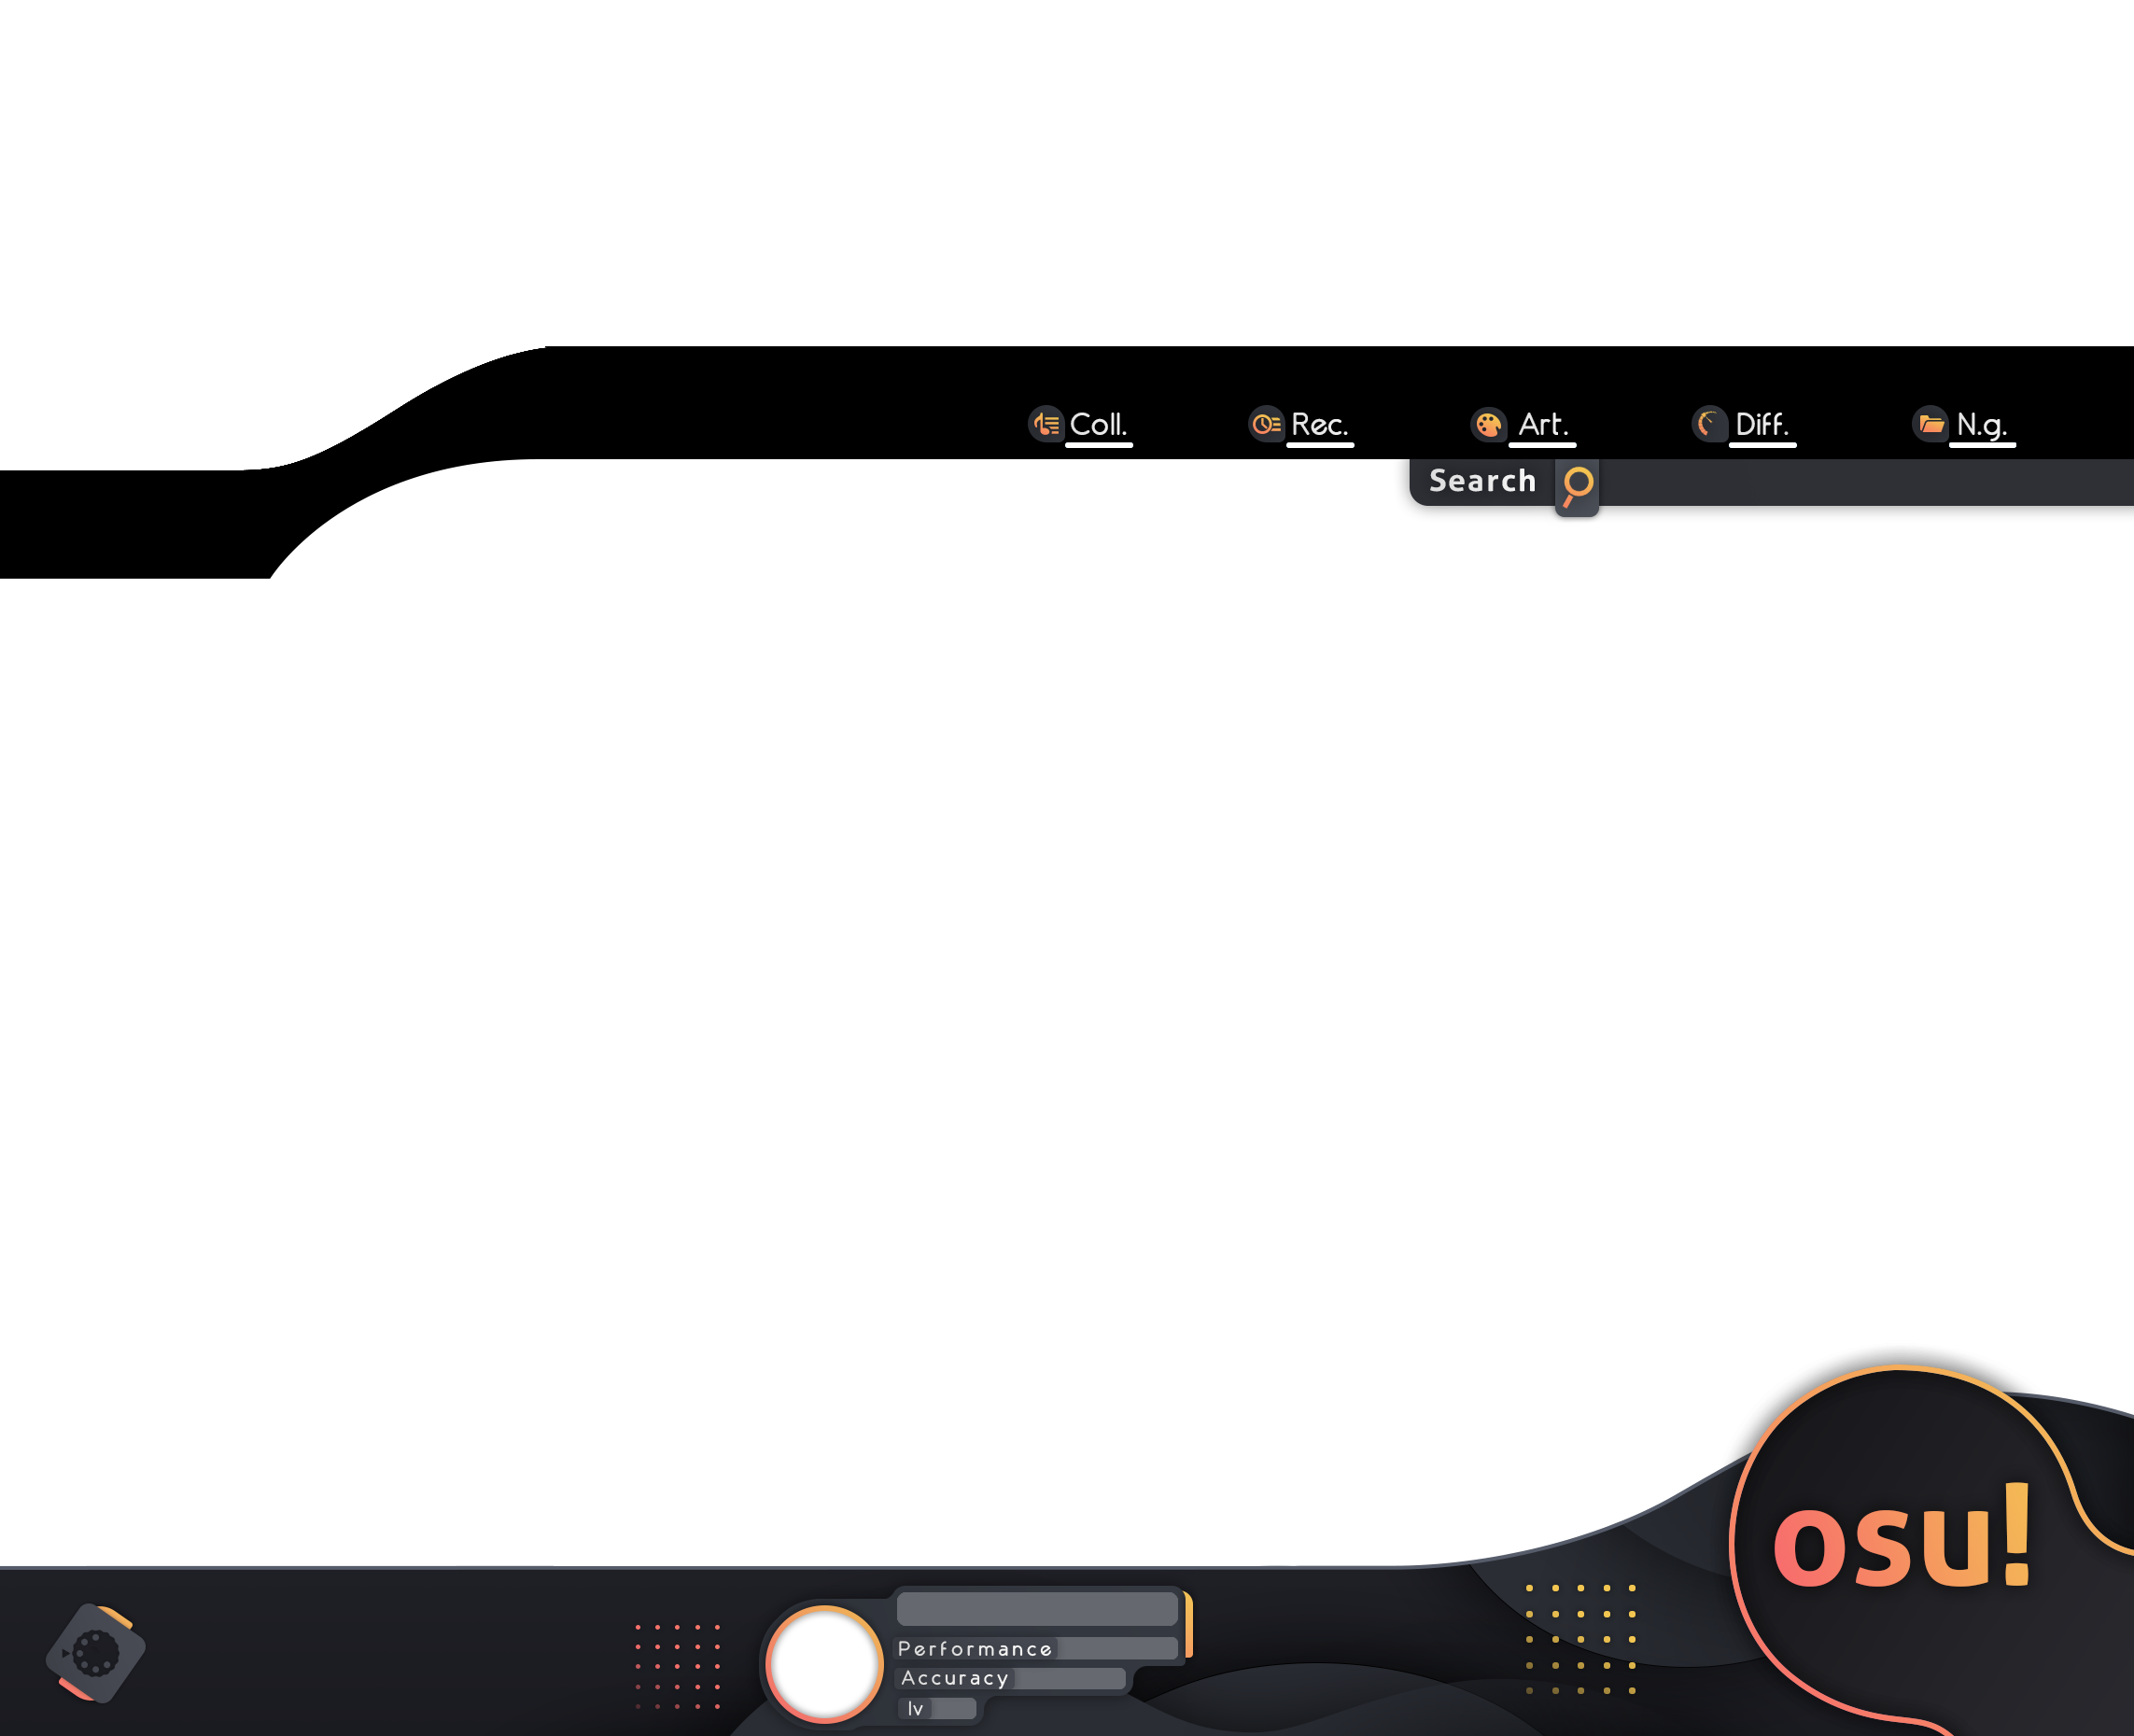 Coll. Rec. Art. Diff. N.g.
Search
osu!
Performance
Accuracy
lv